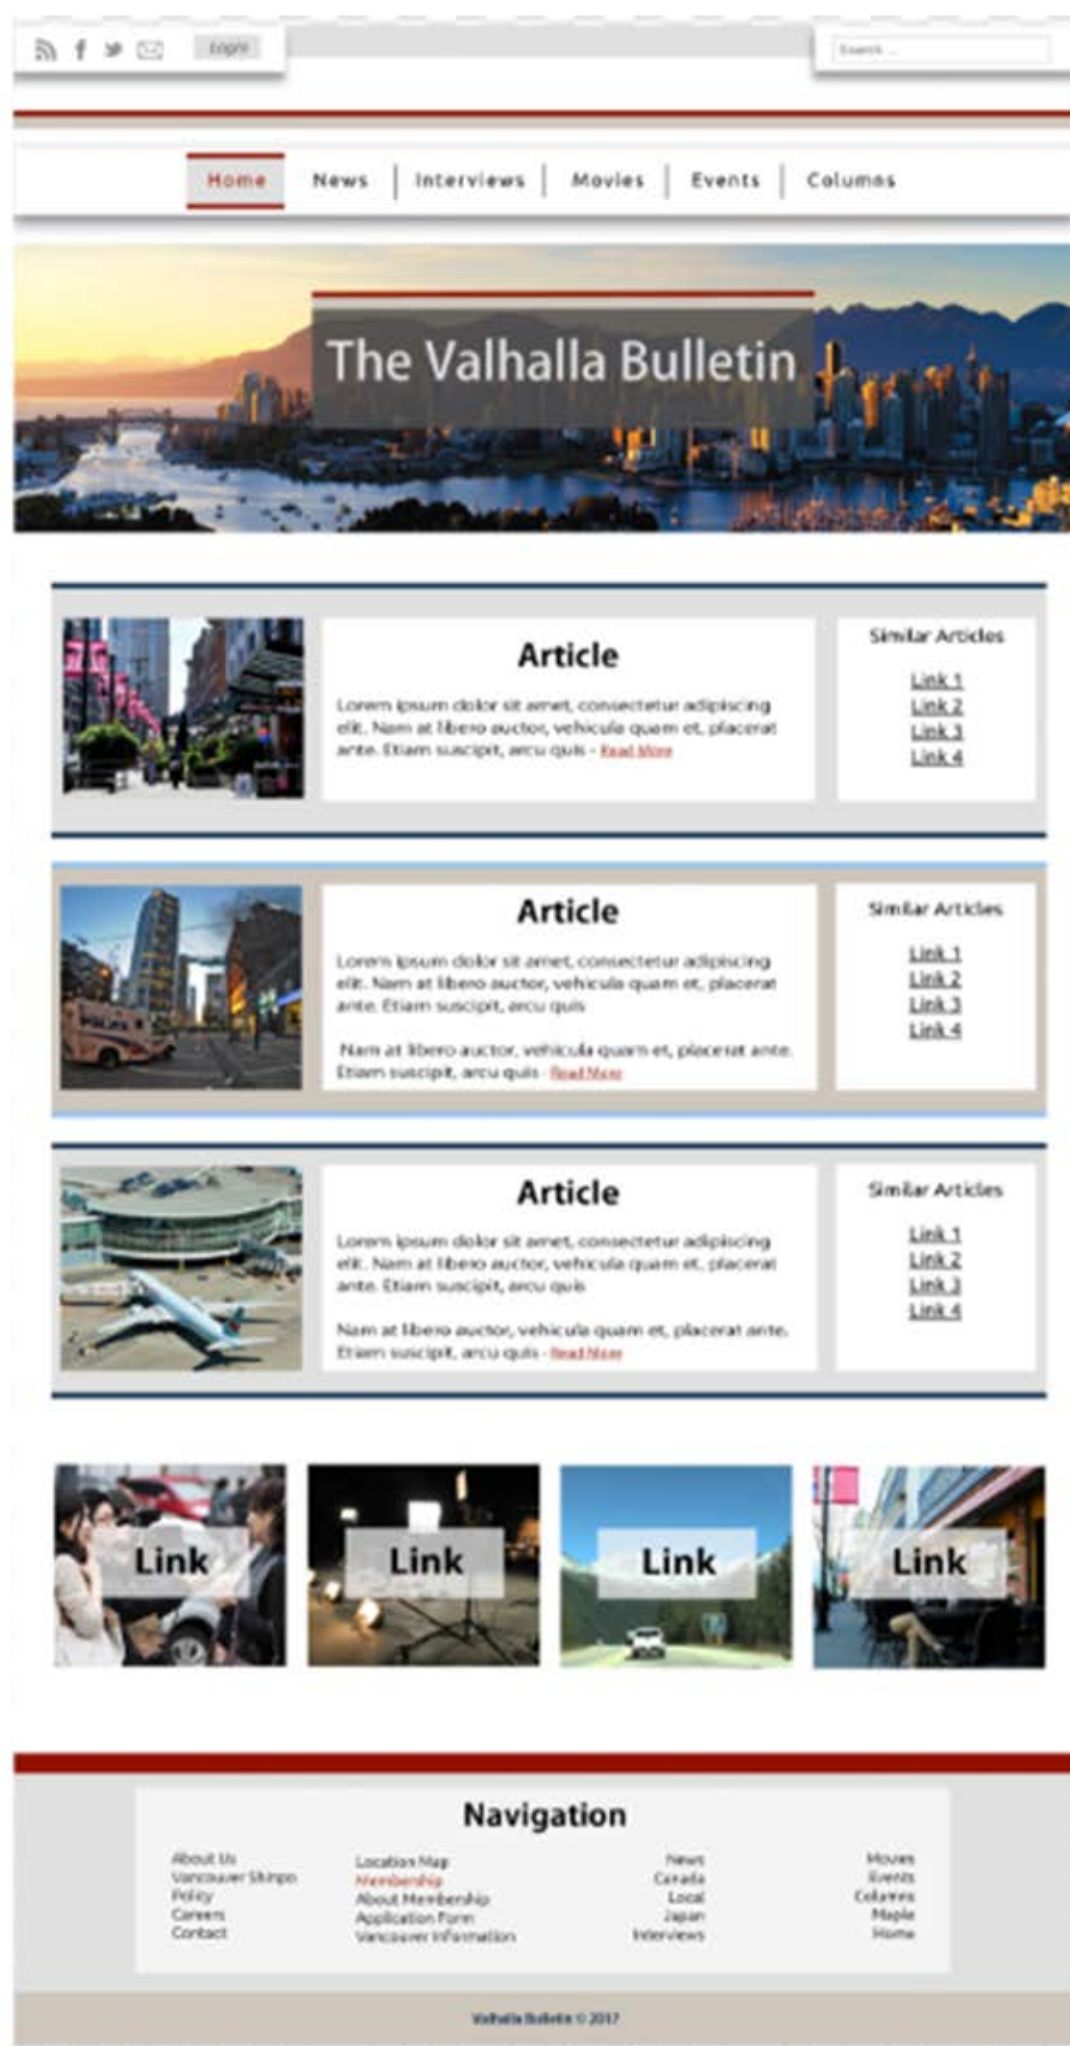 Login
Search ...
Home News Interviews Movies Events Columns
The Valhalla Bulletin
Article
Lorem ipsum dolor sit amet, consectetur adipiscing
elit. Nam at libero auctor, vehicula quam et, placerat
ante. Etiam suscipit, arcu quis - Read More
Similar Articles
Link 1
Link 2
Link 3
Link 4
POLICE
Article
Lorem ipsum dolor sit amet, consectetur adipiscing
elit. Nam at libero auctor, vehicula quam et, placerat
ante. Etiam suscipit, arcu quis
Nam at libero auctor, vehicula quam et, placerat ante.
Etiam suscipit, arcu quis - Read More
Similar Articles
Link 1
Link 2
Link 3
Link 4
Article
Lorem ipsum dolor sit amet, consectetur adipiscing
elit. Nam at libero auctor, vehicula quam et, placerat
ante. Etiam suscipit, arcu quis
Nam at libero auctor, vehicula quam et, placerat ante.
Etiam suscipit, arcu quis - Read More
Similar Articles
Link 1
Link 2
Link 3
Link 4
Link
Link
Link
Link
Navigation
About Us
Vancouver Shinpo
Policy
Careers
Contact
Location Map
Membership
About Membership
Application Form
Vancouver Information
News
Canada
Local
Japan
Interviews
Movies
Events
Columns
Maple
Home
Valhalla Bulletin © 2017